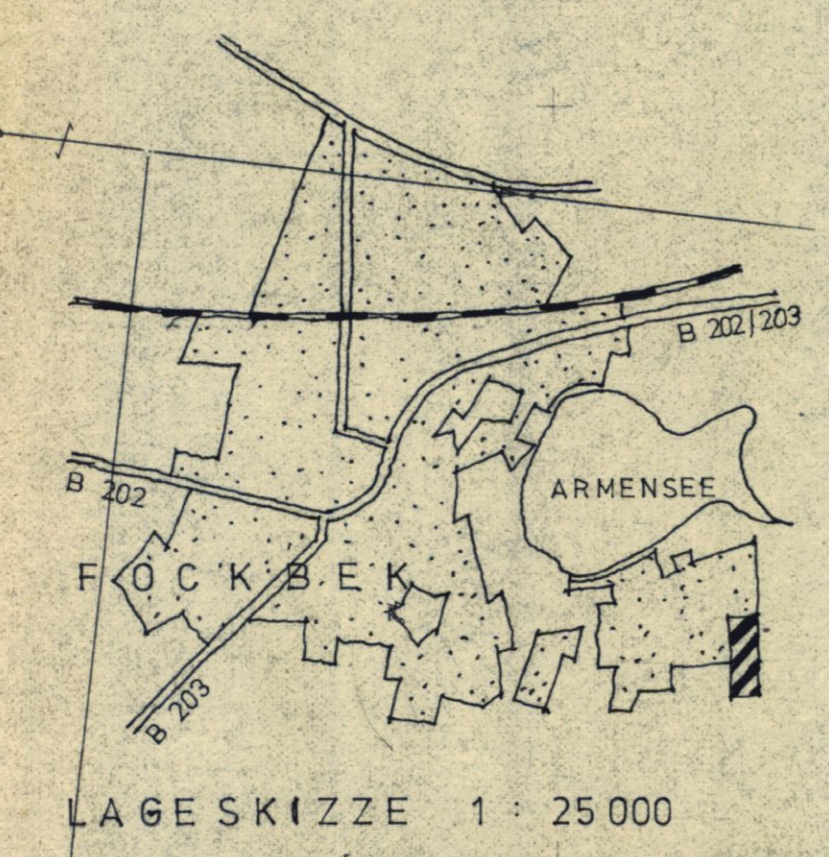 B 202/203
ARMENSEE
B 202
FOCKBEK
B 203
LAGESKIZZE 1 : 25 000